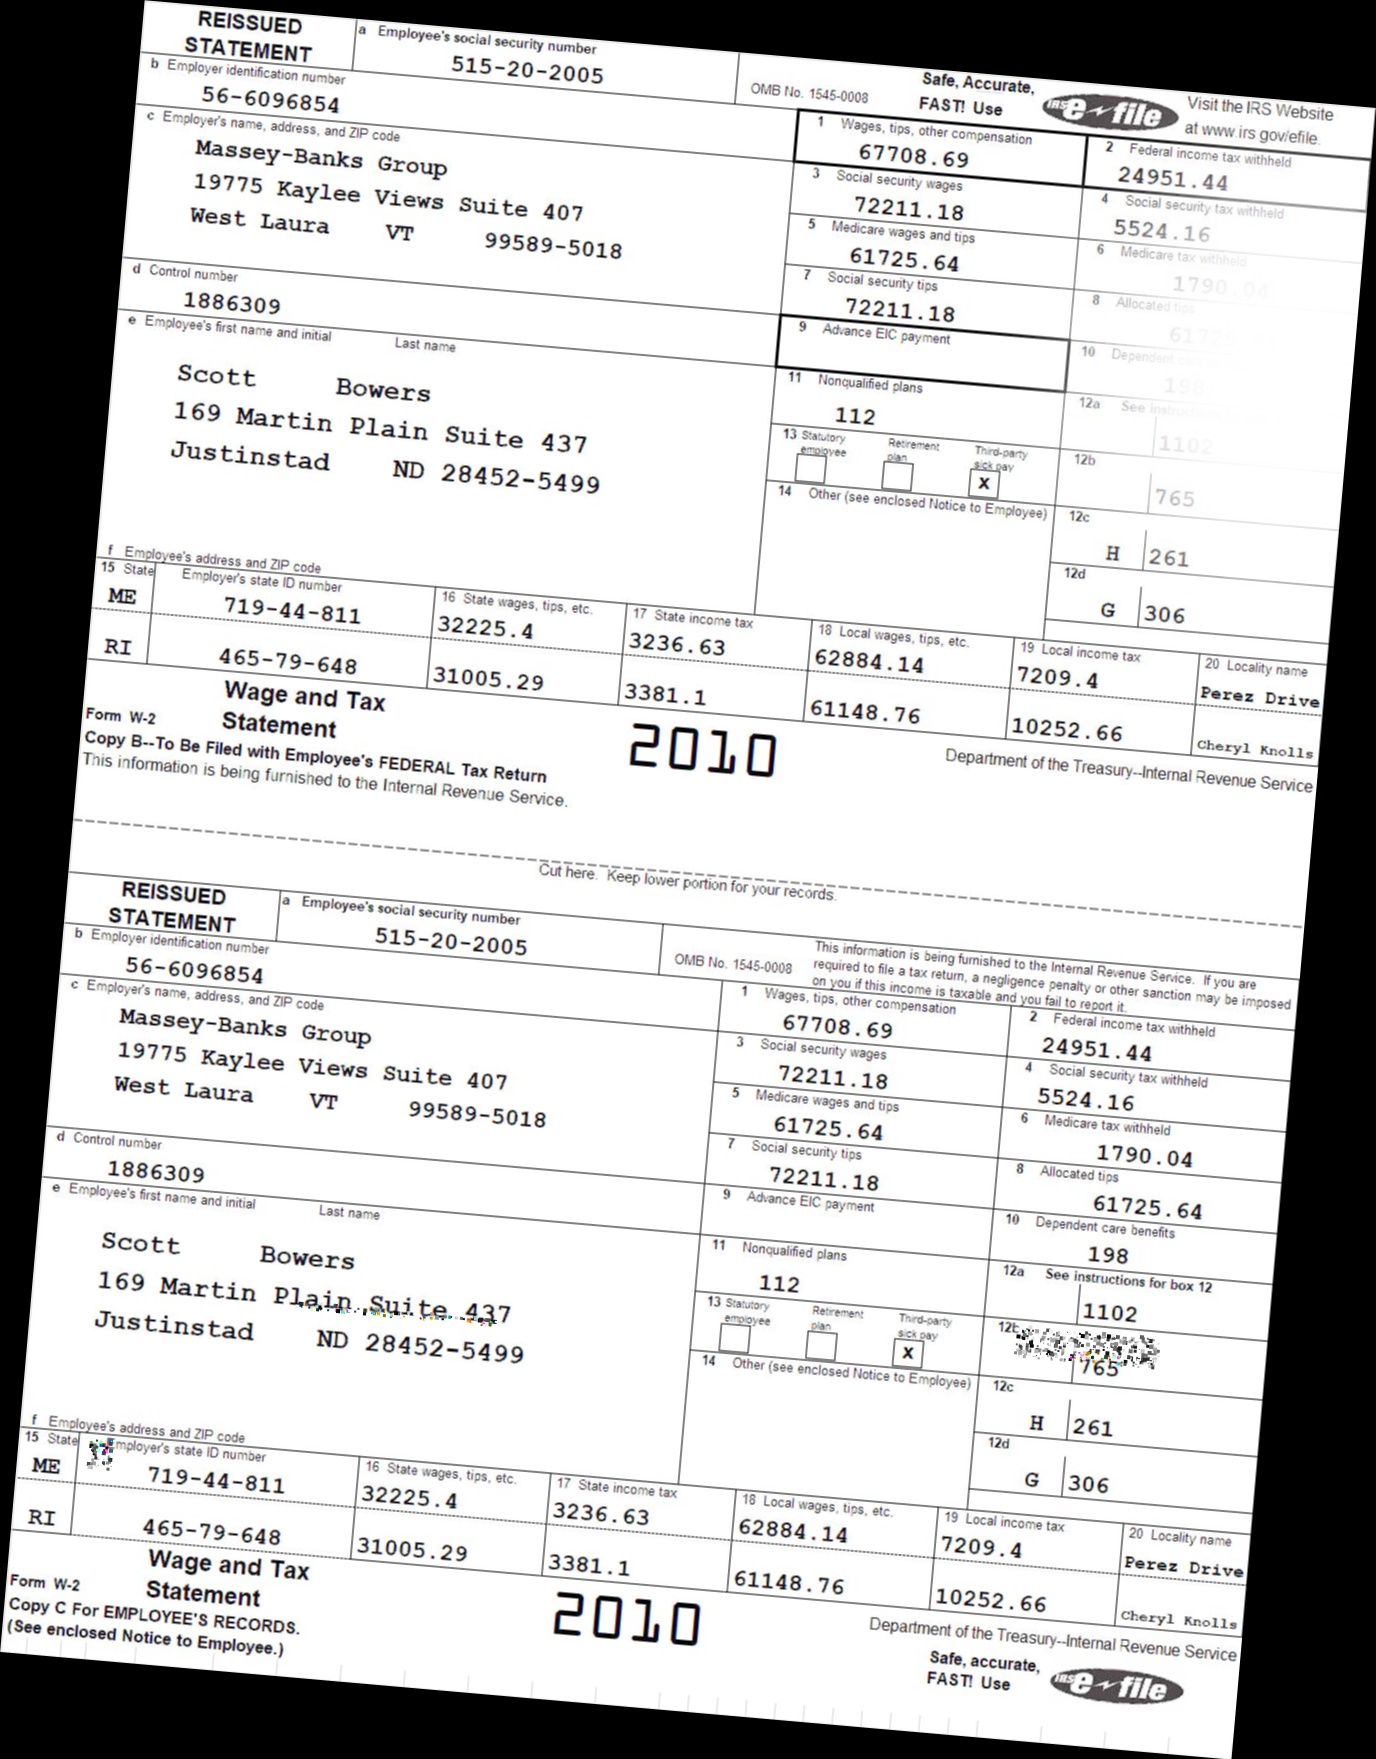 REISSUED STATEMENT
a Employee's social security number
515-20-2005
OMB No. 1545-0008
Safe, Accurate, FAST! Use
IRS e-file
Visit the IRS Website at www.irs.gov/efile.
b Employer identification number
56-6096854
c Employer's name, address, and ZIP code
Massey-Banks Group
19775 Kaylee Views Suite 407
West Laura VT 99589-5018
1 Wages, tips, other compensation
67708.69
2 Federal income tax withheld
24951.44
3 Social security wages
72211.18
4 Social security tax withheld
5524.16
5 Medicare wages and tips
61725.64
6 Medicare tax withheld
1790.04
d Control number
1886309
7 Social security tips
72211.18
8 Allocated tips
e Employee's first name and initial Last name
9 Advance EIC payment
10 Dependent care
198
Scott Bowers
169 Martin Plain Suite 437
Justinstad ND 28452-5499
11 Nonqualified plans
112
12a See instructions
1102
13 Statutory employee
Retirement plan
Third-party sick pay
X
12b
765
14 Other (see enclosed Notice to Employee)
12c
H 261
12d
G 306
f Employee's address and ZIP code
15 State Employer's state ID number
16 State wages, tips, etc.
17 State income tax
18 Local wages, tips, etc.
19 Local income tax
20 Locality name
ME 719-44-811 32225.4 3236.63 62884.14 7209.4 Perez Drive
RI 465-79-648 31005.29 3381.1 61148.76 10252.66 Cheryl Knolls
Form W-2 Wage and Tax Statement
2010
Department of the Treasury--Internal Revenue Service
Copy B--To Be Filed with Employee's FEDERAL Tax Return
This information is being furnished to the Internal Revenue Service.
Cut here. Keep lower portion for your records.
REISSUED STATEMENT
a Employee's social security number
515-20-2005
OMB No. 1545-0008
This information is being furnished to the Internal Revenue Service. If you are
required to file a tax return, a negligence penalty or other sanction may be imposed
on you if this income is taxable and you fail to report it.
b Employer identification number
56-6096854
c Employer's name, address, and ZIP code
Massey-Banks Group
19775 Kaylee Views Suite 407
West Laura VT 99589-5018
1 Wages, tips, other compensation
67708.69
2 Federal income tax withheld
24951.44
3 Social security wages
72211.18
4 Social security tax withheld
5524.16
5 Medicare wages and tips
61725.64
6 Medicare tax withheld
1790.04
d Control number
1886309
7 Social security tips
72211.18
8 Allocated tips
61725.64
e Employee's first name and initial Last name
9 Advance EIC payment
10 Dependent care benefits
198
Scott Bowers
169 Martin Plain Suite 437
Justinstad ND 28452-5499
11 Nonqualified plans
112
12a See instructions for box 12
1102
13 Statutory employee
Retirement plan
Third-party sick pay
X
765
14 Other (see enclosed Notice to Employee)
12c
H 261
12d
G 306
f Employee's address and ZIP code
15 State Employer's state ID number
16 State wages, tips, etc.
17 State income tax
18 Local wages, tips, etc.
19 Local income tax
20 Locality name
ME 719-44-811 32225.4 3236.63 62884.14 7209.4 Perez Drive
RI 465-79-648 31005.29 3381.1 61148.76 10252.66 Cheryl Knolls
Form W-2 Wage and Tax Statement
2010
Department of the Treasury--Internal Revenue Service
Copy C For EMPLOYEE'S RECORDS.
(See enclosed Notice to Employee.)
Safe, accurate, FAST! Use
IRS e-file